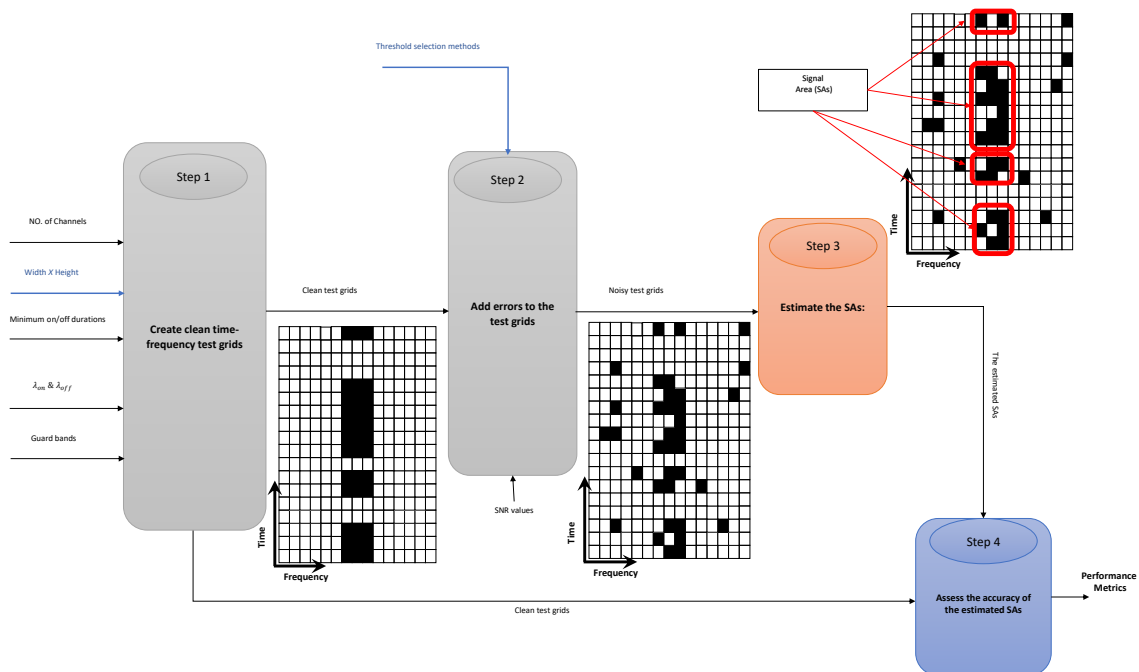 Threshold selection methods
Signal
Area (SAs)
Step 1
Step 2
NO. of Channels
Time
Step 3
Width X Height
Frequency
Clean test grids
Noisy test grids
Minimum on/off durations
Create clean time-
frequency test grids
Add errors to the
test grids
Estimate the SAs:
The estimated SAs
λon & λoff
Guard bands
SNR values
Time
Frequency
Time
Frequency
Step 4
Performance
Metrics
Assess the accuracy of
the estimated SAs
Clean test grids